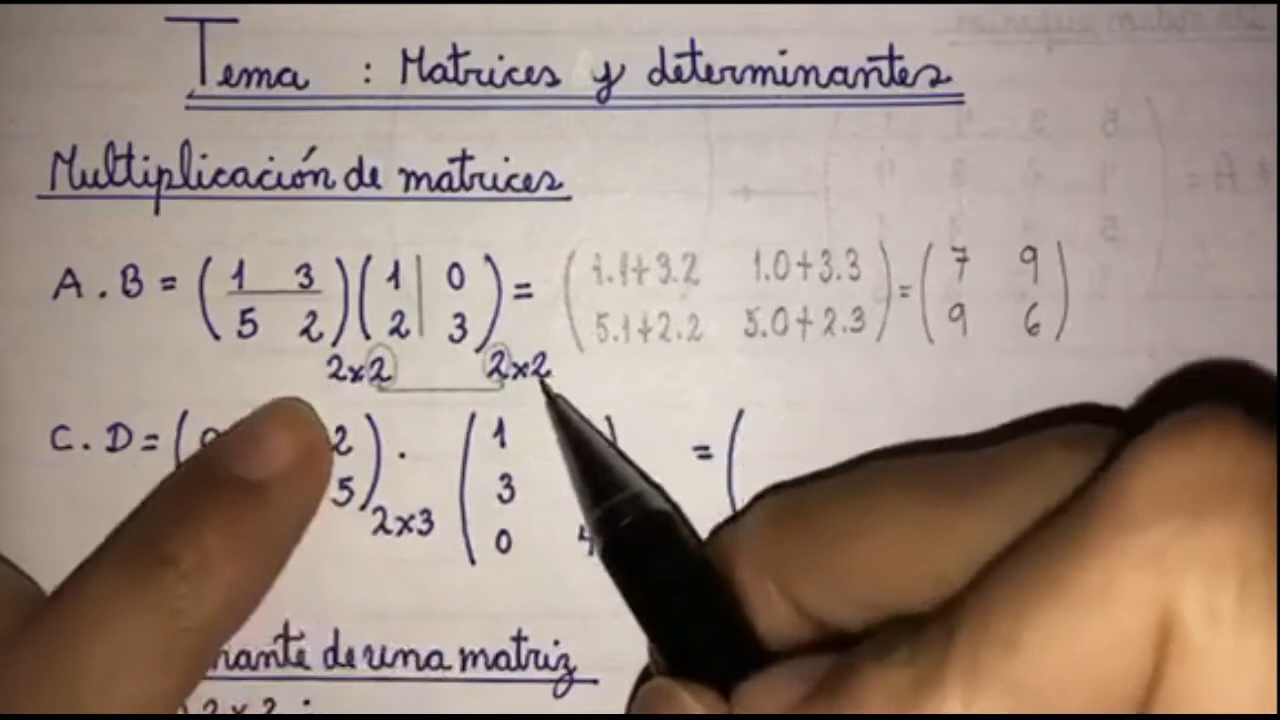 Tema : Matrices y determinantes
Multiplicación de matrices
A . B = ( 1 3 ) ( 1 | 0 ) = ( 1.1+3.2 1.0+3.3 ) = ( 7 9 )
( 5 2 ) ( 2 | 3 ) ( 5.1+2.2 5.0+2.3 ) ( 9 6 )
2x2 2x2
C . D = ( 2 ) . ( 1 ) = (
5 ) 3
2x3
0 4
de una matriz
2x2 :